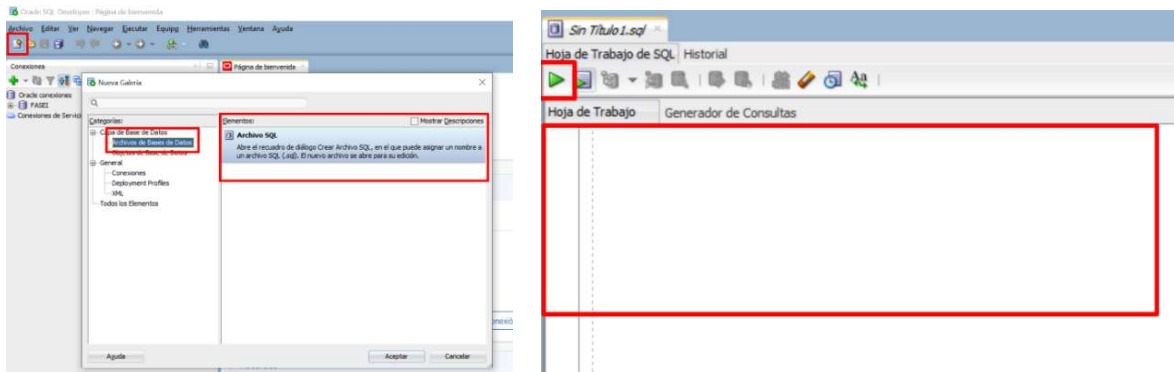 Oracle SQL Developer : Página de bienvenida
Archivo Editar Ver Navegar Ejecutar Equipo Herramientas Ventana Ayuda
Conexiones
Página de bienvenida
Oracle conexiones
FASEI
Conexiones de Servicio
Nueva Galería
Categorías:
Capa de Base de Datos
Archivos de Bases de Datos
Objetos de Base de Datos
General
Conexiones
Deployment Profiles
XML
Todos los Elementos
Elementos:
Mostrar Descripciones
Archivo SQL
Abre el recuadro de diálogo Crear Archivo SQL, en el que puede asignar un nombre a
un archivo SQL (.sql). El nuevo archivo se abre para su edición.
Ayuda
Aceptar
Cancelar
Sin Título1.sql
Hoja de Trabajo de SQL Historial
Hoja de Trabajo
Generador de Consultas